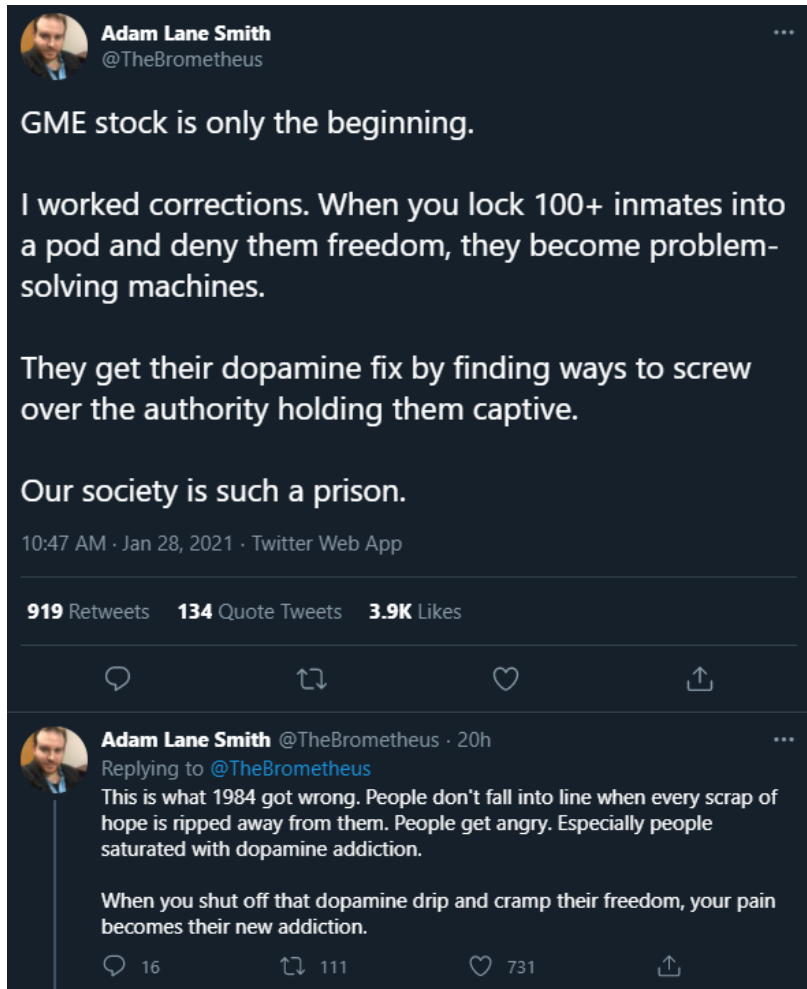 Adam Lane Smith
@TheBrometheus
GME stock is only the beginning.
I worked corrections. When you lock 100+ inmates into
a pod and deny them freedom, they become problem-
solving machines.
They get their dopamine fix by finding ways to screw
over the authority holding them captive.
Our society is such a prison.
10:47 AM · Jan 28, 2021 · Twitter Web App
919 Retweets 134 Quote Tweets 3.9K Likes
Adam Lane Smith @TheBrometheus · 20h
Replying to @TheBrometheus
This is what 1984 got wrong. People don't fall into line when every scrap of
hope is ripped away from them. People get angry. Especially people
saturated with dopamine addiction.
When you shut off that dopamine drip and cramp their freedom, your pain
becomes their new addiction.
16 111 731